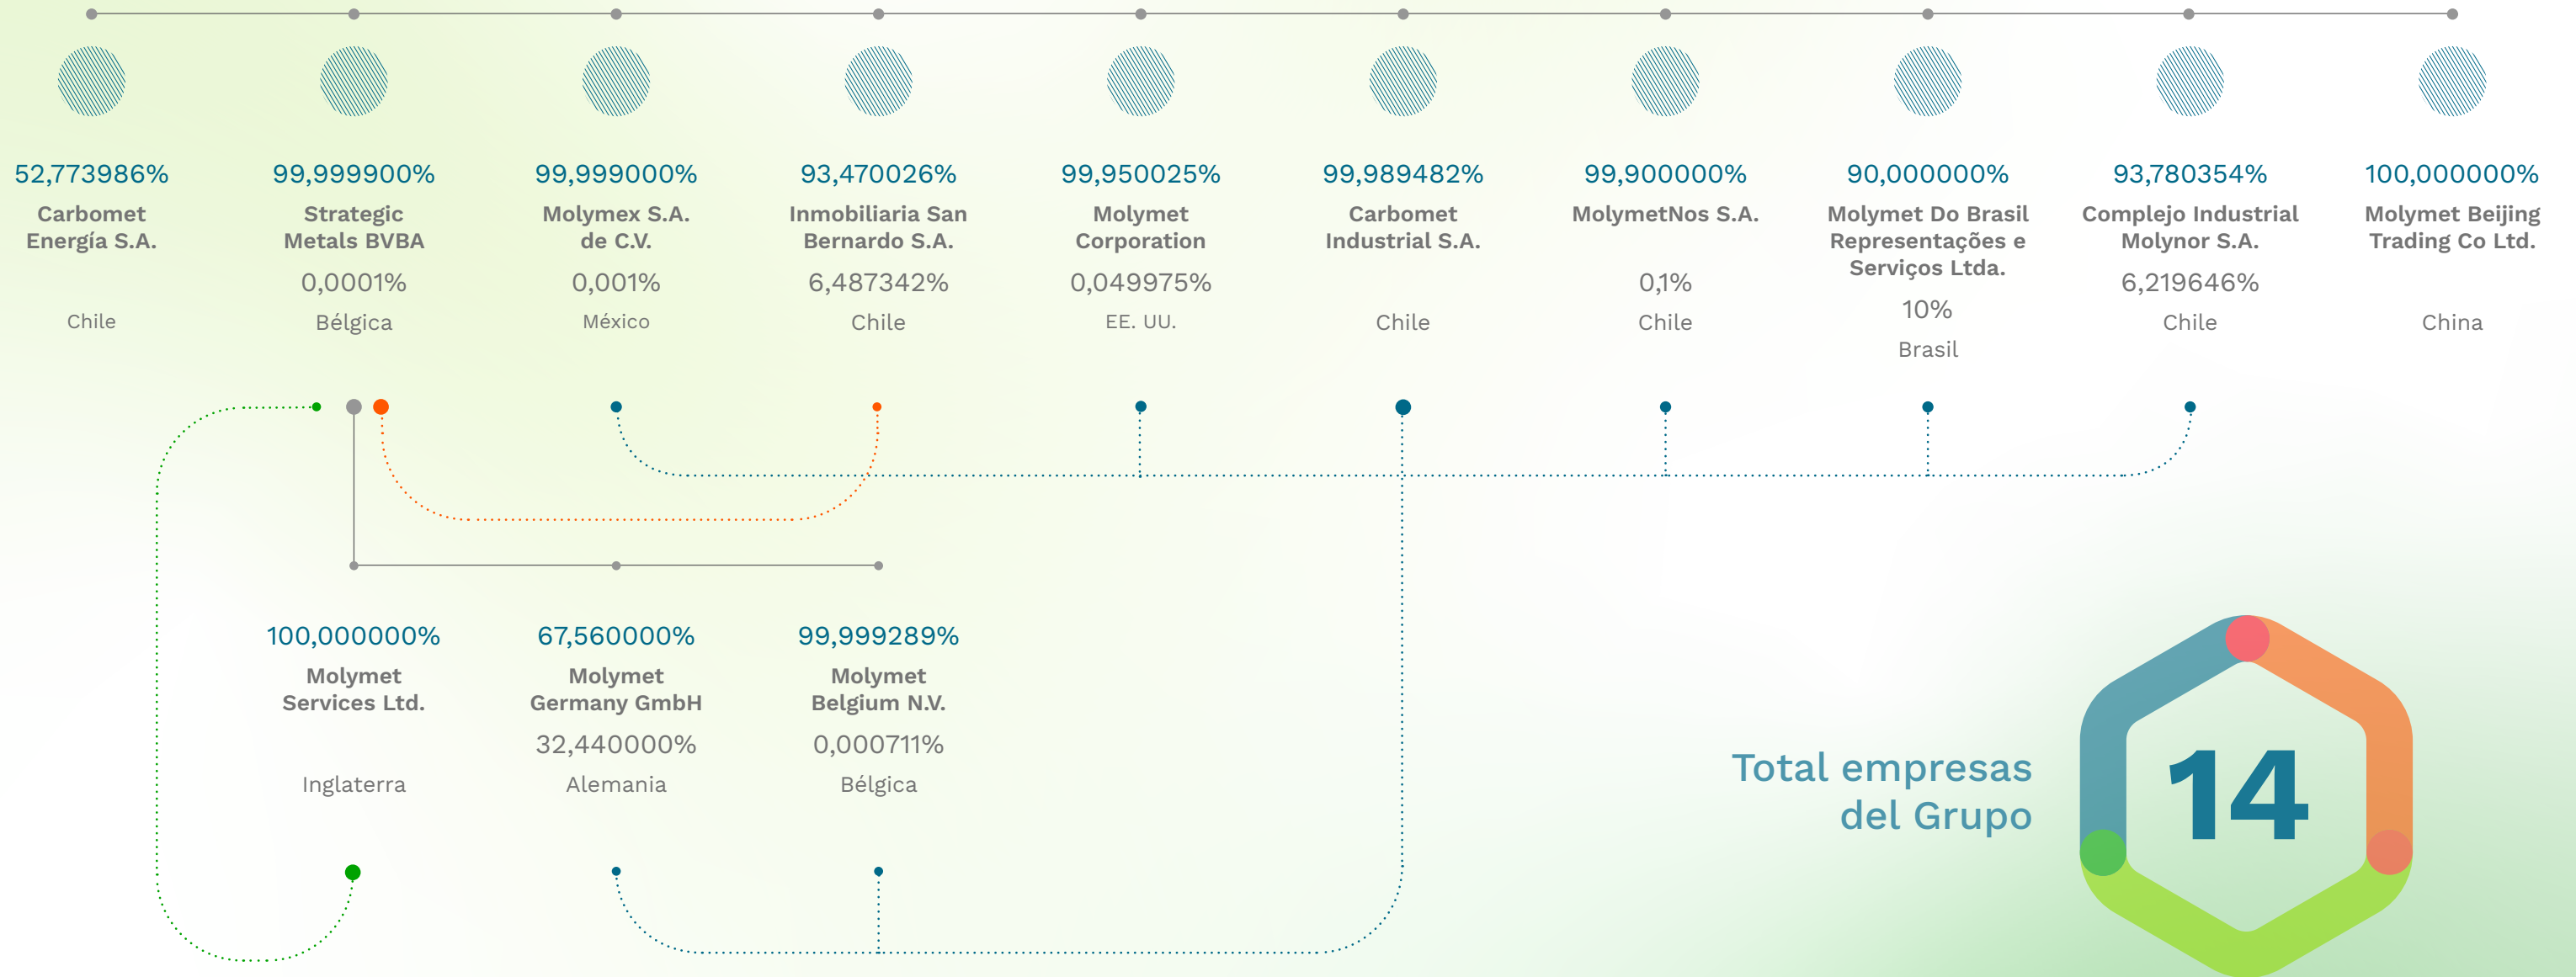 52,773986%
Carbomet
Energía S.A.
Chile
99,999900%
Strategic
Metals BVBA
0,0001%
Bélgica
99,999000%
Molymex S.A.
de C.V.
0,001%
México
93,470026%
Inmobiliaria San
Bernardo S.A.
6,487342%
Chile
99,950025%
Molymet
Corporation
0,049975%
EE. UU.
99,989482%
Carbomet
Industrial S.A.
Chile
99,900000%
MolymetNos S.A.
0,1%
Chile
90,000000%
Molymet Do Brasil
Representações e
Serviços Ltda.
10%
Brasil
93,780354%
Complejo Industrial
Molynor S.A.
6,219646%
Chile
100,000000%
Molymet Beijing
Trading Co Ltd.
China
100,000000%
Molymet
Services Ltd.
Inglaterra
67,560000%
Molymet
Germany GmbH
32,440000%
Alemania
99,999289%
Molymet
Belgium N.V.
0,000711%
Bélgica
Total empresas
del Grupo
14